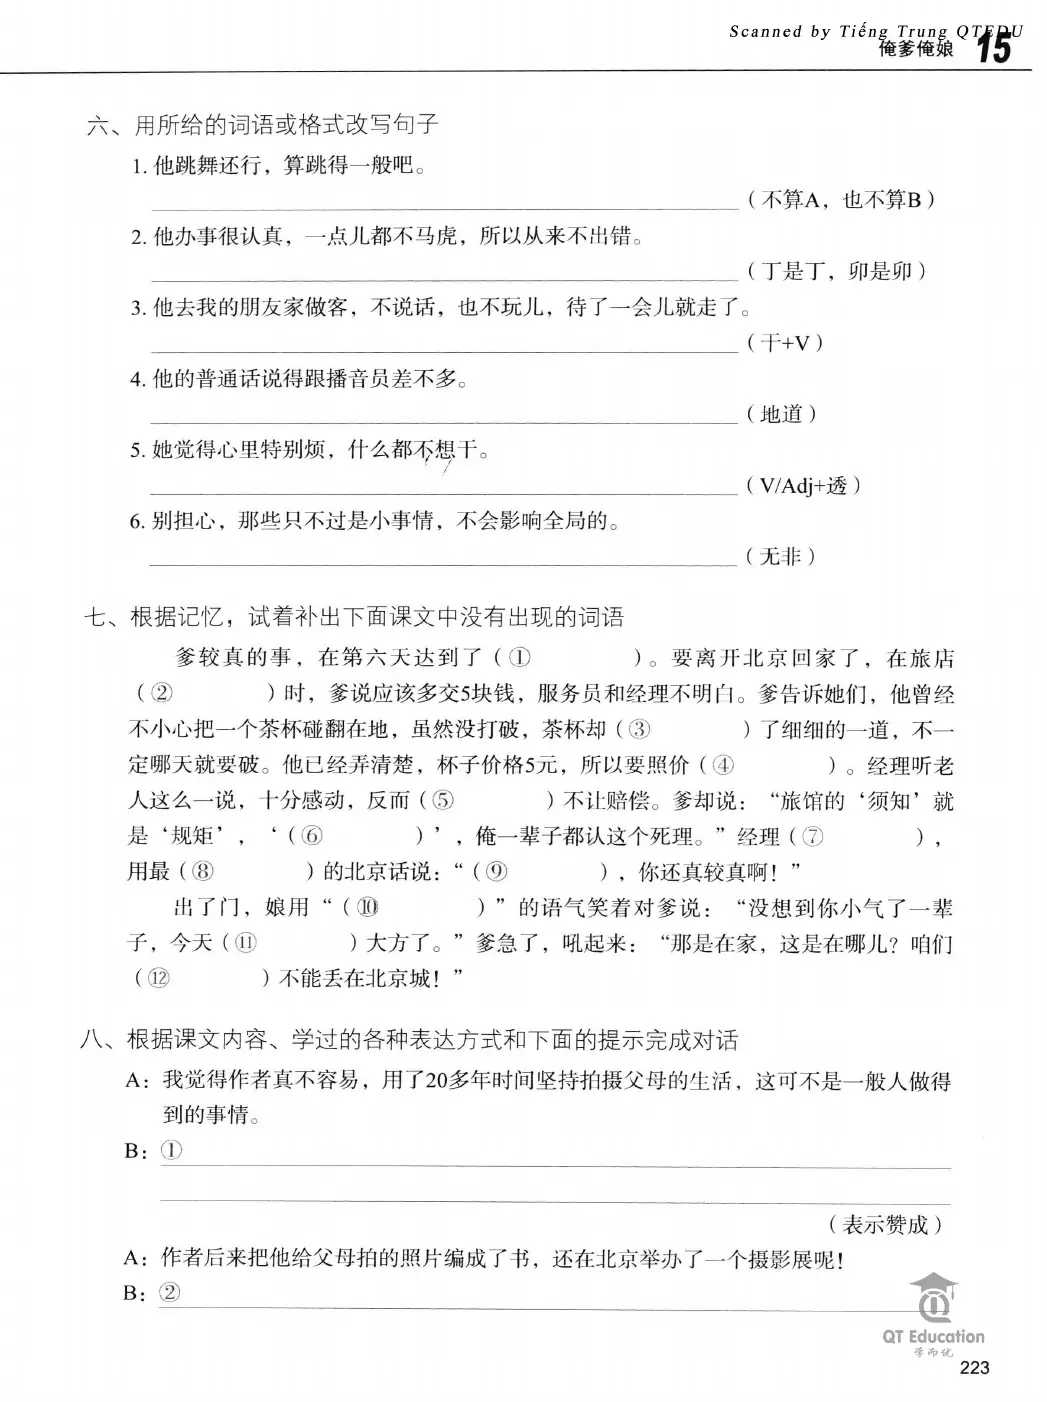 Scanned by Tiếng Trung QTEDU
俺爹俺娘 15
六、用所给的词语或格式改写句子
1. 他跳舞还行，算跳得一般吧。
（不算A，也不算B）
2. 他办事很认真，一点儿都不马虎，所以从来不出错。
（丁是丁，卯是卯）
3. 他去我的朋友家做客，不说话，也不玩儿，待了一会儿就走了。
（干+V）
4. 他的普通话说得跟播音员差不多。
（地道）
5. 她觉得心里特别烦，什么都不想干。
（V/Adj+透）
6. 别担心，那些只不过是小事情，不会影响全局的。
（无非）
七、根据记忆，试着补出下面课文中没有出现的词语
爹较真的事，在第六天达到了（① ）。要离开北京回家了，在旅店
（② ）时，爹说应该多交5块钱，服务员和经理不明白。爹告诉她们，他曾经
不小心把一个茶杯碰翻在地，虽然没打破，茶杯却（③ ）了细细的一道，不一
定哪天就要破。他已经弄清楚，杯子价格5元，所以要照价（④ ）。经理听老
人这么一说，十分感动，反而（⑤ ）不让赔偿。爹却说：“旅馆的‘须知’就
是‘规矩’，‘（⑥ ）’，俺一辈子都认这个死理。”经理（⑦ ），
用最（⑧ ）的北京话说：“（⑨ ），你还真较真啊！”
出了门，娘用“（⑩ ）”的语气笑着对爹说：“没想到你小气了一辈
子，今天（⑪ ）大方了。”爹急了，吼起来：“那是在家，这是在哪儿？咱们
（⑫ ）不能丢在北京城！”
八、根据课文内容、学过的各种表达方式和下面的提示完成对话
A：我觉得作者真不容易，用了20多年时间坚持拍摄父母的生活，这可不是一般人做得
到的事情。
B：①
（表示赞成）
A：作者后来把他给父母拍的照片编成了书，还在北京举办了一个摄影展呢！
B：②
QT Education
学而优
223